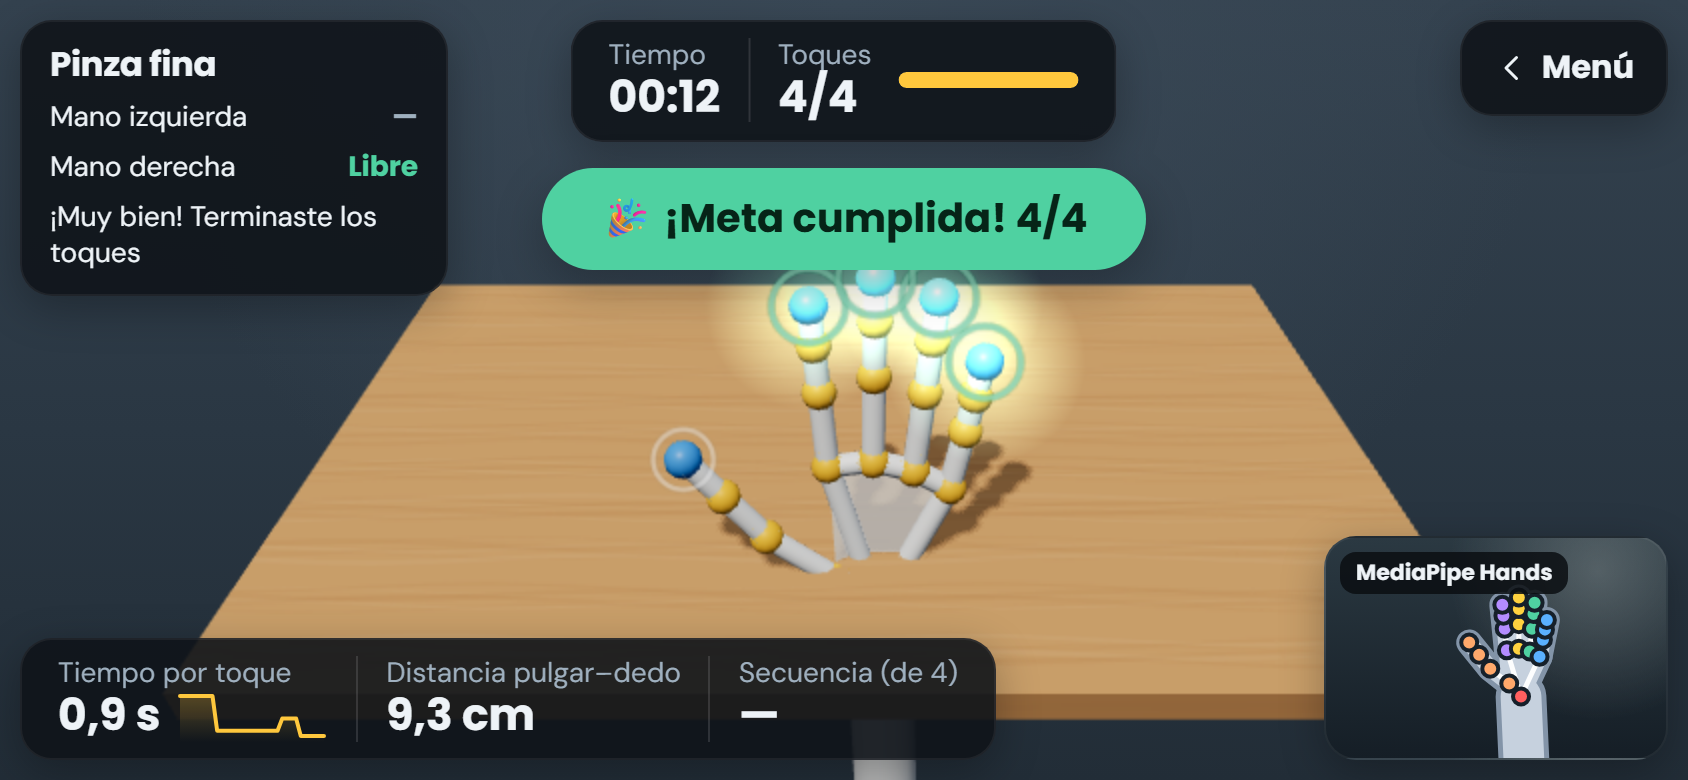 Pinza fina
Mano izquierda –
Mano derecha Libre
¡Muy bien! Terminaste los
toques
Tiempo
00:12
Toques
4/4
Menú
🎉 ¡Meta cumplida! 4/4
MediaPipe Hands
Tiempo por toque
0,9 s
Distancia pulgar–dedo
9,3 cm
Secuencia (de 4)
–